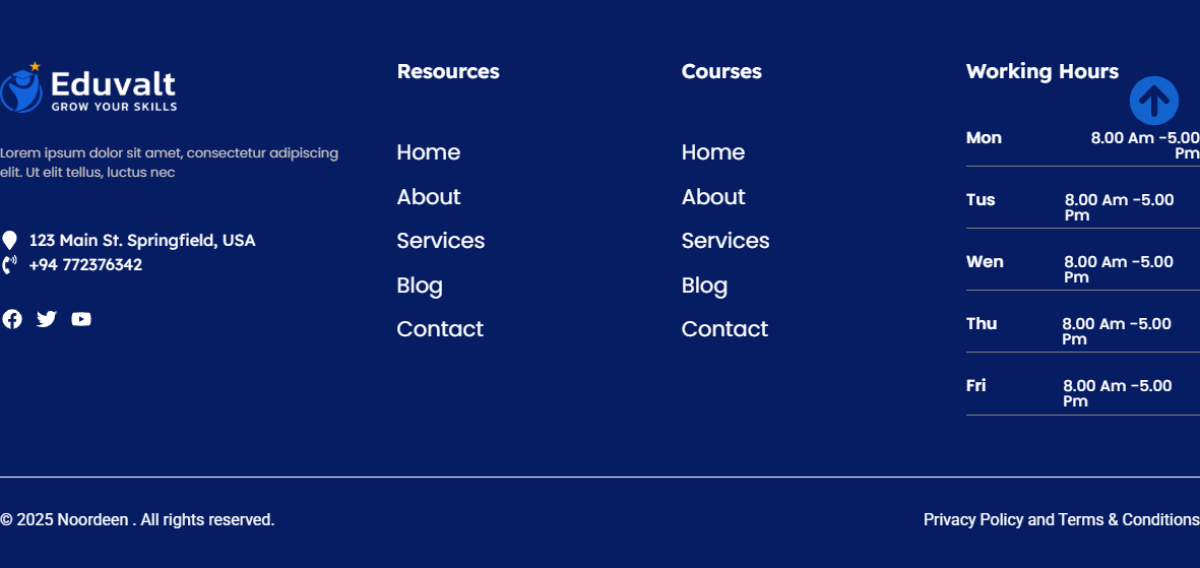 Eduvalt
GROW YOUR SKILLS
Lorem ipsum dolor sit amet, consectetur adipiscing
elit. Ut elit tellus, luctus nec
123 Main St. Springfield, USA
+94 772376342
Resources
Home
About
Services
Blog
Contact
Courses
Home
About
Services
Blog
Contact
Working Hours
Mon 8.00 Am -5.00
Pm
Tus 8.00 Am -5.00
Pm
Wen 8.00 Am -5.00
Pm
Thu 8.00 Am -5.00
Pm
Fri 8.00 Am -5.00
Pm
© 2025 Noordeen . All rights reserved.
Privacy Policy and Terms & Conditions